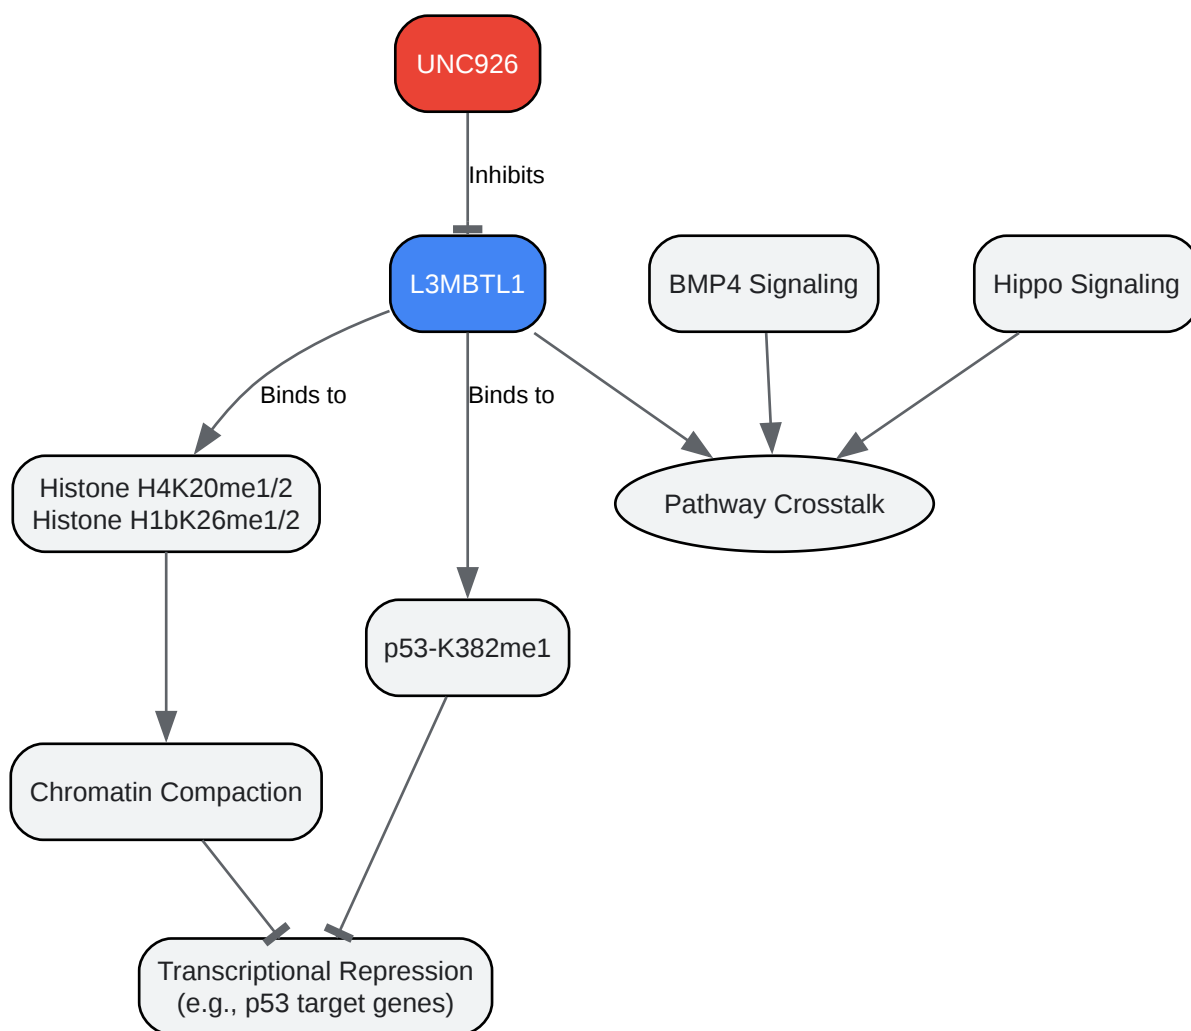 UNC926
Inhibits
L3MBTL1
BMP4 Signaling
Hippo Signaling
Binds to
Binds to
Histone H4K20me1/2
Histone H1bK26me1/2
Pathway Crosstalk
p53-K382me1
Chromatin Compaction
Transcriptional Repression
(e.g., p53 target genes)